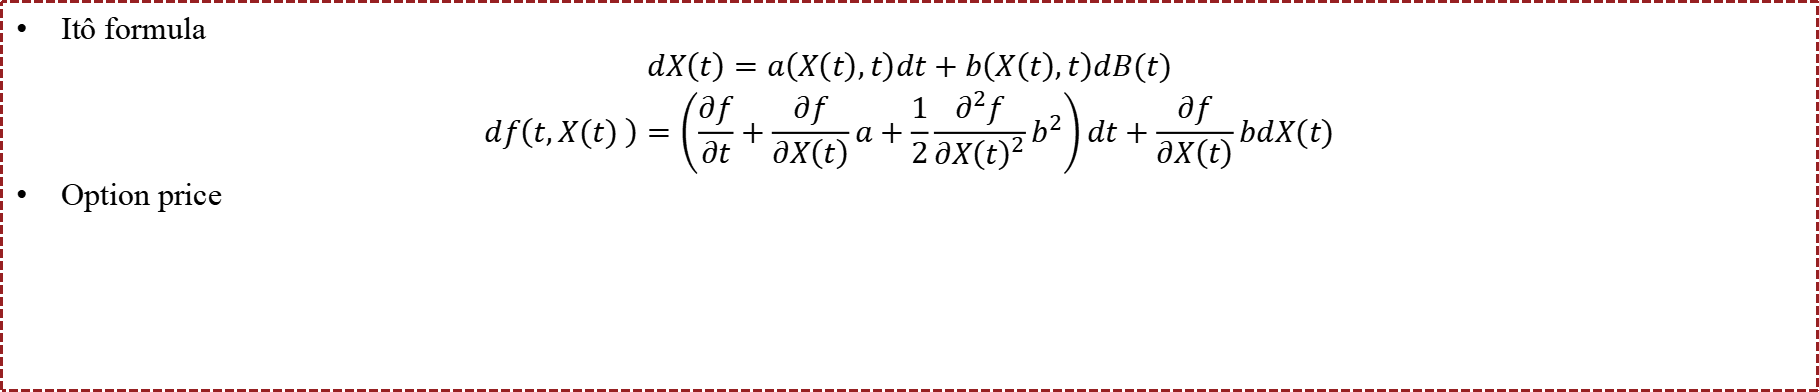 • Itô formula
dX(t) = a(X(t), t)dt + b(X(t), t)dB(t)
df(t, X(t) ) = (∂f/∂t + ∂f/∂X(t) a + 1/2 ∂²f/∂X(t)² b²) dt + ∂f/∂X(t) bdX(t)
• Option price